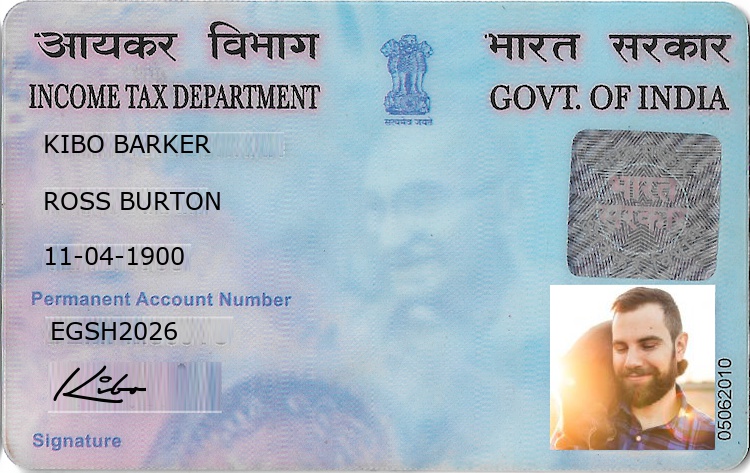 आयकर विभाग
भारत सरकार
INCOME TAX DEPARTMENT
GOVT. OF INDIA
सत्यमेव जयते
KIBO BARKER
भारत
सरकार
ROSS BURTON
11-04-1900
Permanent Account Number
EGSH2026
Kibo
Signature
05062010